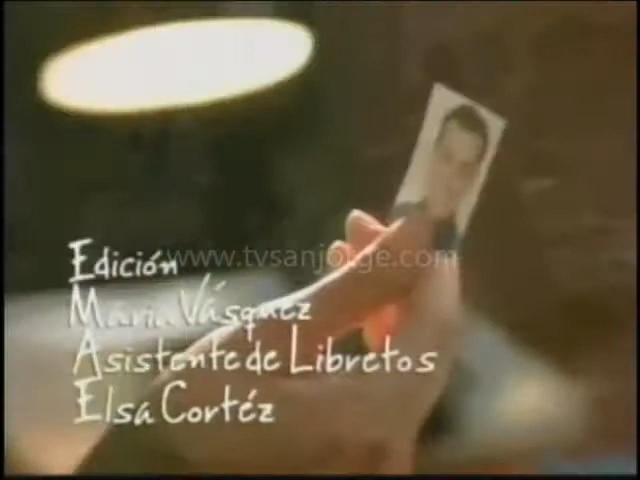 www.tvsanjorge.com
Edición
María Vásquez
Asistente de Libretos
Elsa Cortéz